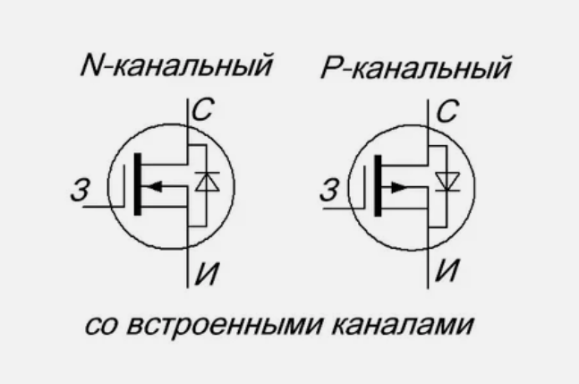 N-канальный P-канальный
С С
З З
И И
со встроенными каналами